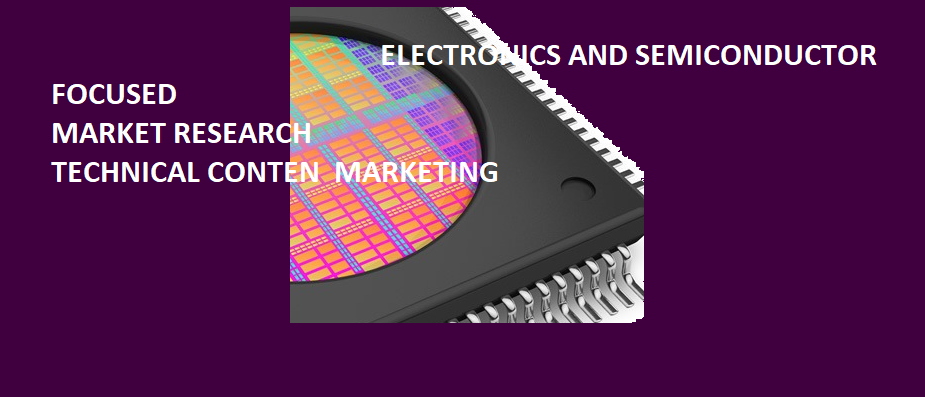 ELECTRONICS AND SEMICONDUCTOR
FOCUSED
MARKET RESEARCH
TECHNICAL CONTEN MARKETING